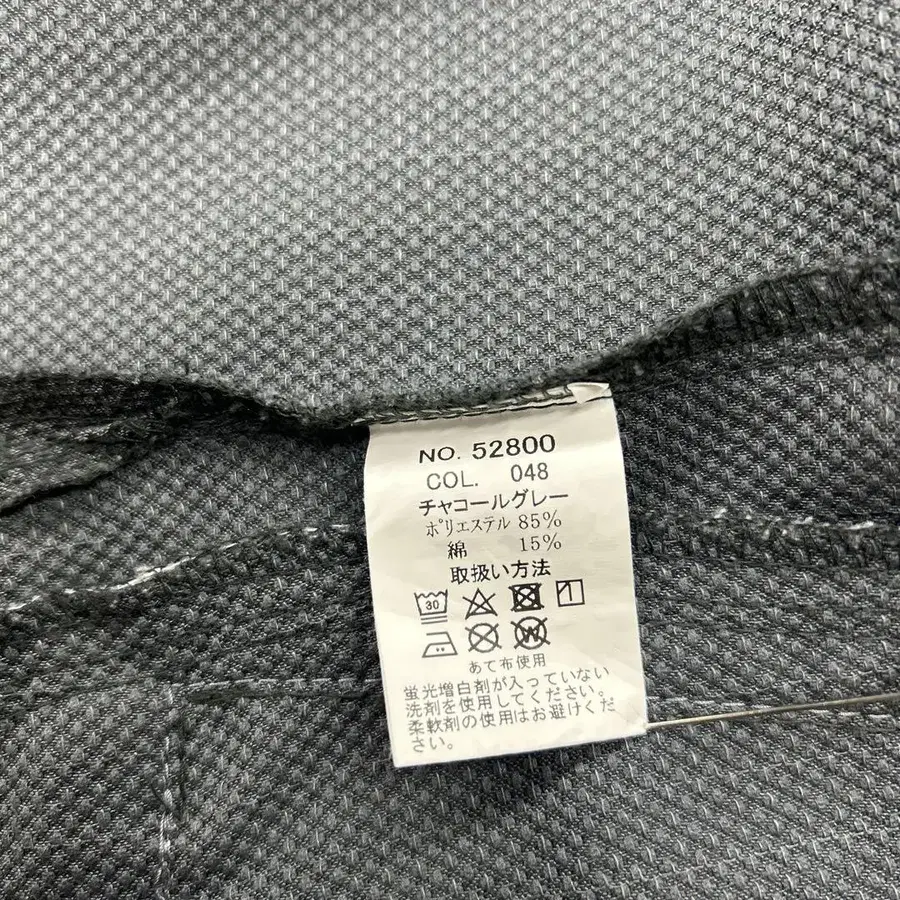 NO. 52800
COL. 048
チャコールグレー
ポリエステル 85%
綿 15%
取扱い方法
30
W
あて布使用
蛍光増白剤が入っていない
洗剤を使用してください。
柔軟剤の使用はお避けくだ
さい。